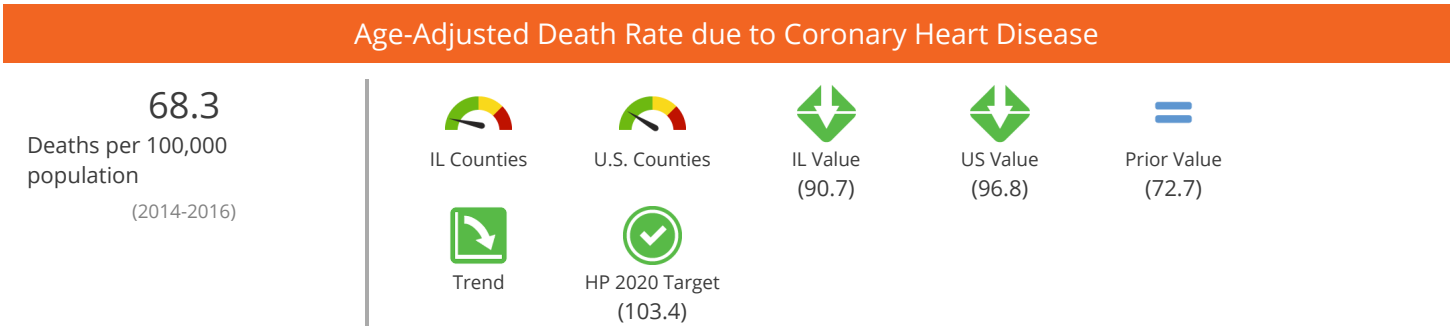 Age-Adjusted Death Rate due to Coronary Heart Disease
68.3
Deaths per 100,000
population
(2014-2016)
IL Counties
U.S. Counties
IL Value
(90.7)
US Value
(96.8)
Prior Value
(72.7)
Trend
HP 2020 Target
(103.4)